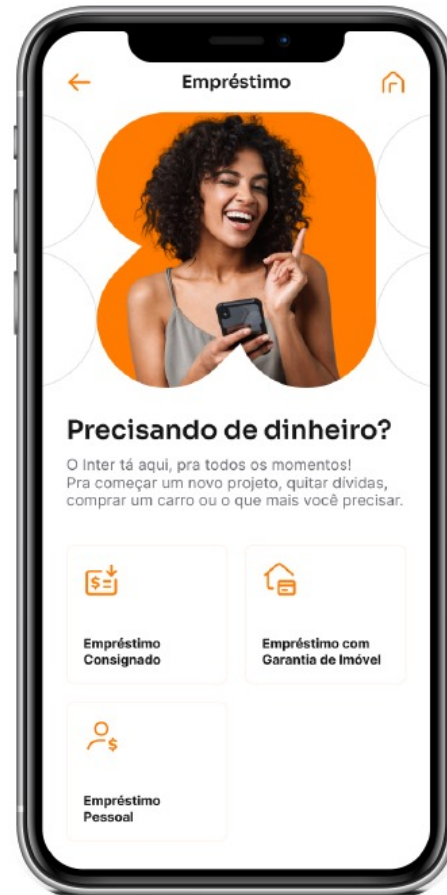 Empréstimo
Precisando de dinheiro?
O Inter tá aqui, pra todos os momentos!
Pra começar um novo projeto, quitar dívidas,
comprar um carro ou o que mais você precisar.
Empréstimo
Consignado
Empréstimo com
Garantia de Imóvel
Empréstimo
Pessoal